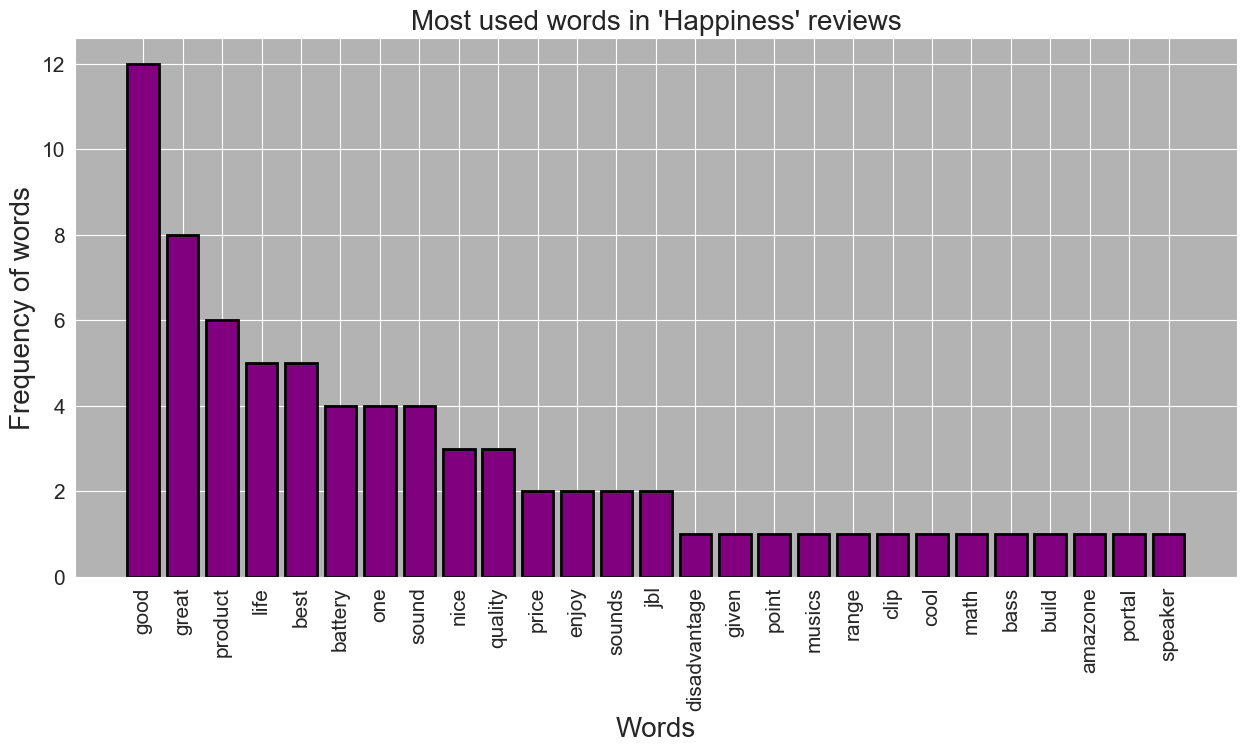 Most used words in 'Happiness' reviews
Frequency of words
12
10
8
6
4
2
0
good
great
product
life
best
battery
one
sound
nice
quality
price
enjoy
sounds
jbl
disadvantage
given
point
musics
range
clip
cool
math
bass
build
amazone
portal
speaker
Words